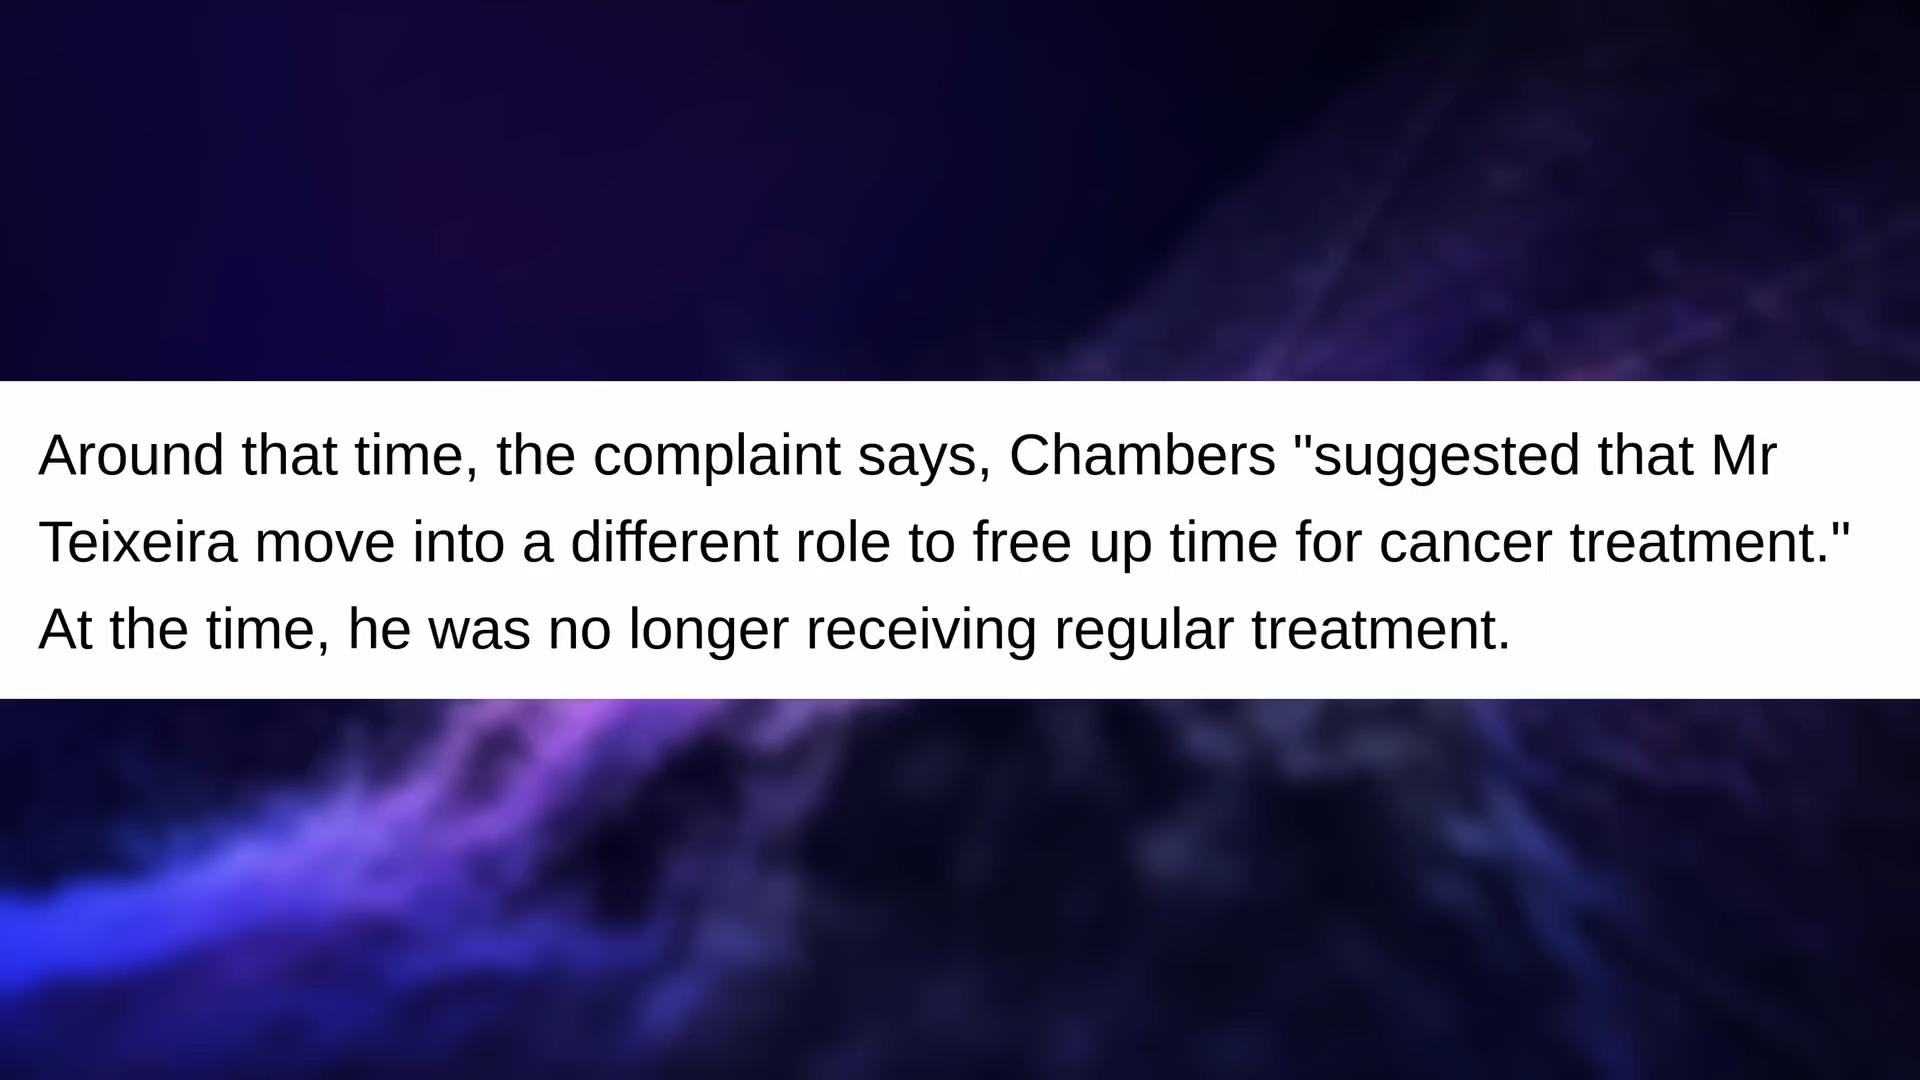 Around that time, the complaint says, Chambers "suggested that Mr
Teixeira move into a different role to free up time for cancer treatment."
At the time, he was no longer receiving regular treatment.